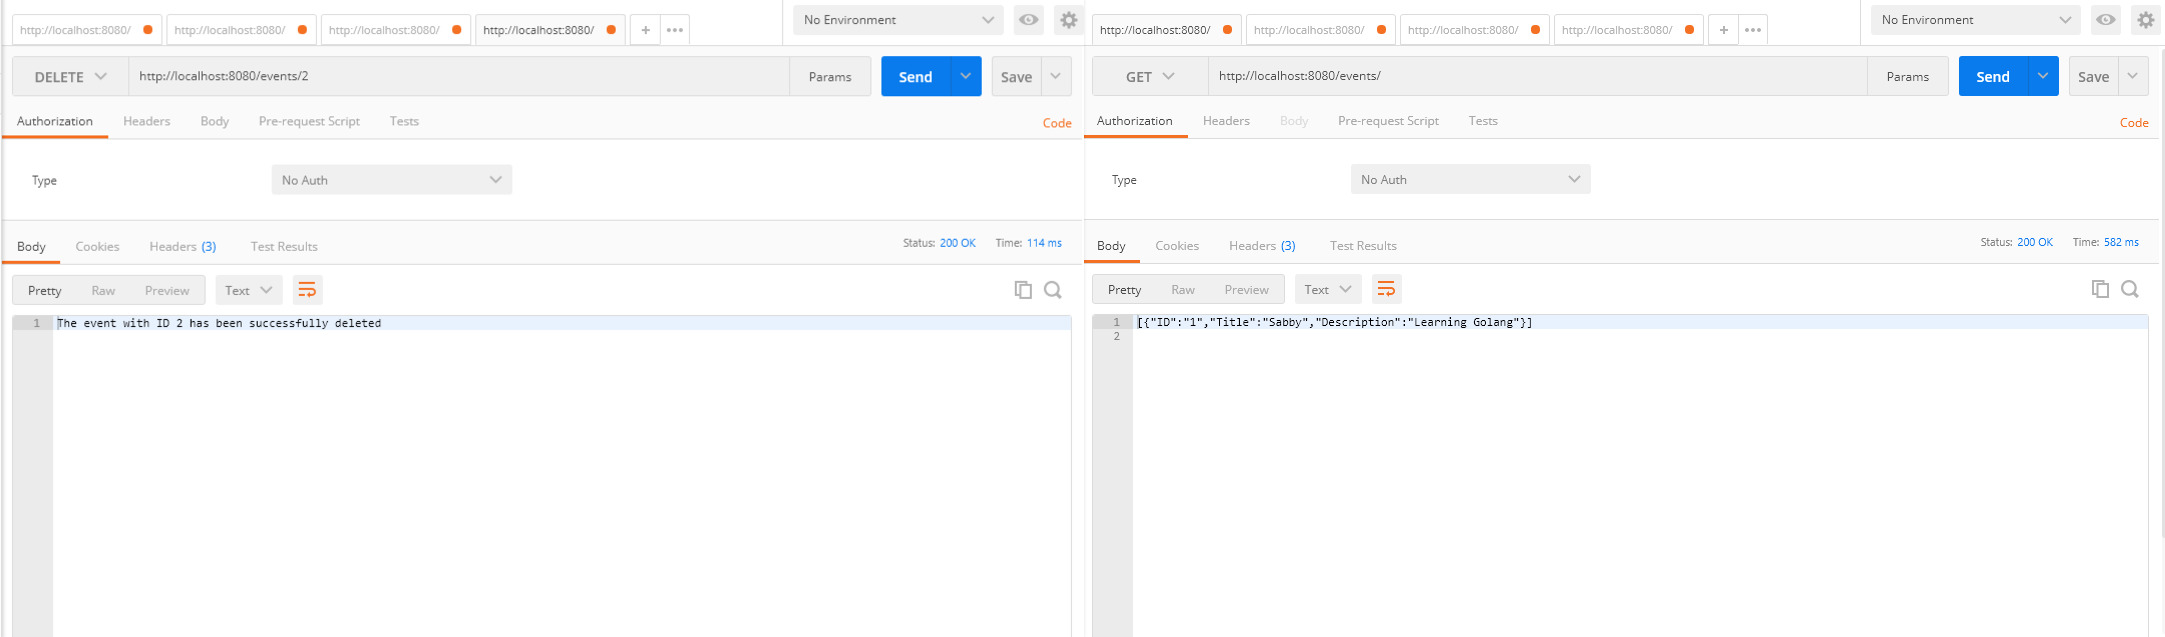 http://localhost:8080/ http://localhost:8080/ http://localhost:8080/ http://localhost:8080/ + ••• No Environment
DELETE http://localhost:8080/events/2 Params Send Save
Authorization Headers Body Pre-request Script Tests Code
Type No Auth
Body Cookies Headers (3) Test Results Status: 200 OK Time: 114 ms
Pretty Raw Preview Text
1 The event with ID 2 has been successfully deleted
http://localhost:8080/ http://localhost:8080/ http://localhost:8080/ http://localhost:8080/ + ••• No Environment
GET http://localhost:8080/events/ Params Send Save
Authorization Headers Body Pre-request Script Tests Code
Type No Auth
Body Cookies Headers (3) Test Results Status: 200 OK Time: 582 ms
Pretty Raw Preview Text
1 [{"ID":"1","Title":"Sabby","Description":"Learning Golang"}]
2